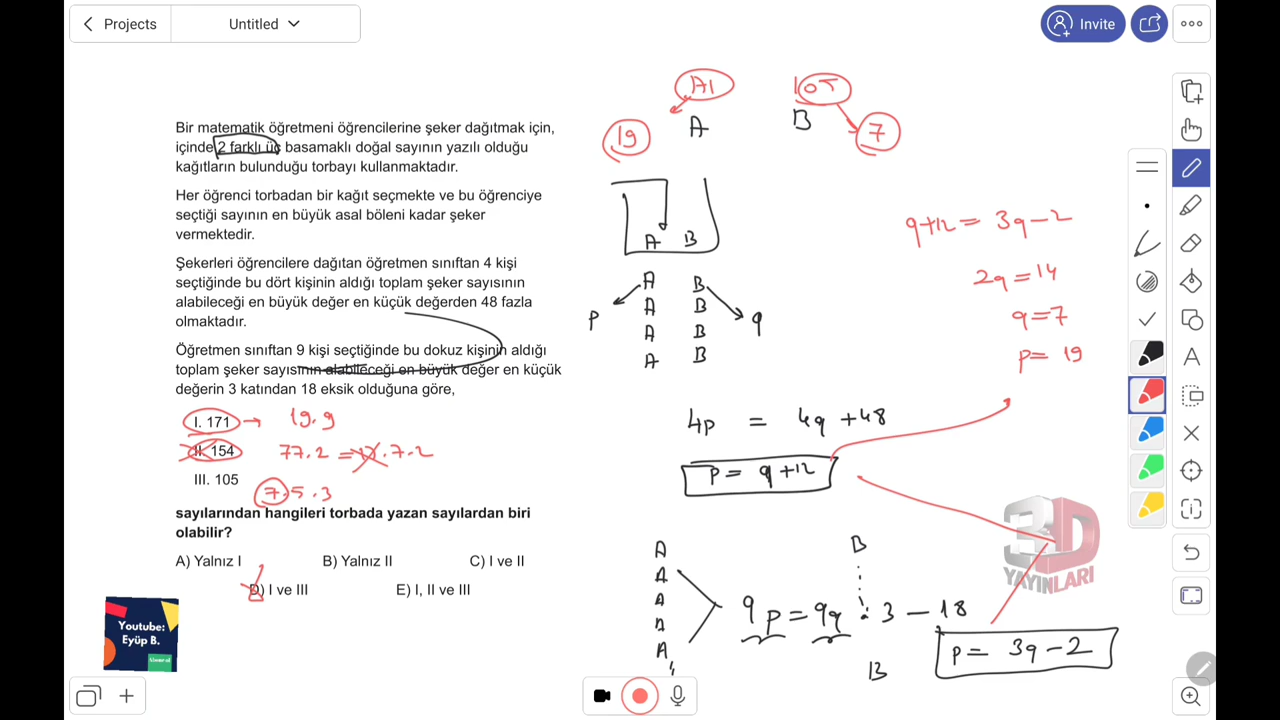 Projects
Untitled
Invite
Bir matematik öğretmeni öğrencilerine şeker dağıtmak için,
içinde 2 farklı üç basamaklı doğal sayının yazılı olduğu
kağıtların bulunduğu torbayı kullanmaktadır.
Her öğrenci torbadan bir kağıt seçmekte ve bu öğrenciye
seçtiği sayının en büyük asal böleni kadar şeker
vermektedir.
Şekerleri öğrencilere dağıtan öğretmen sınıftan 4 kişi
seçtiğinde bu dört kişinin aldığı toplam şeker sayısının
alabileceği en büyük değer en küçük değerden 48 fazla
olmaktadır.
Öğretmen sınıftan 9 kişi seçtiğinde bu dokuz kişinin aldığı
toplam şeker sayısının alabileceği en büyük değer en küçük
değerin 3 katından 18 eksik olduğuna göre,
I. 171 → 19.9
II. 154 77.2 = 11.7.2
III. 105
7.5.3
sayılarından hangileri torbada yazan sayılardan biri
olabilir?
A) Yalnız I B) Yalnız II C) I ve II
D) I ve III E) I, II ve III
Youtube:
Eyüp B.
105
19 A B 7
A B
A B
p A B q
A B
A B
4p = 4q + 48
p = q + 12
q + 12 = 3q - 2
2q = 14
q = 7
p = 19
3D
YAYINLARI
A B
A
A 9p = 9q . 3 - 18
A
A p = 3q - 2
B